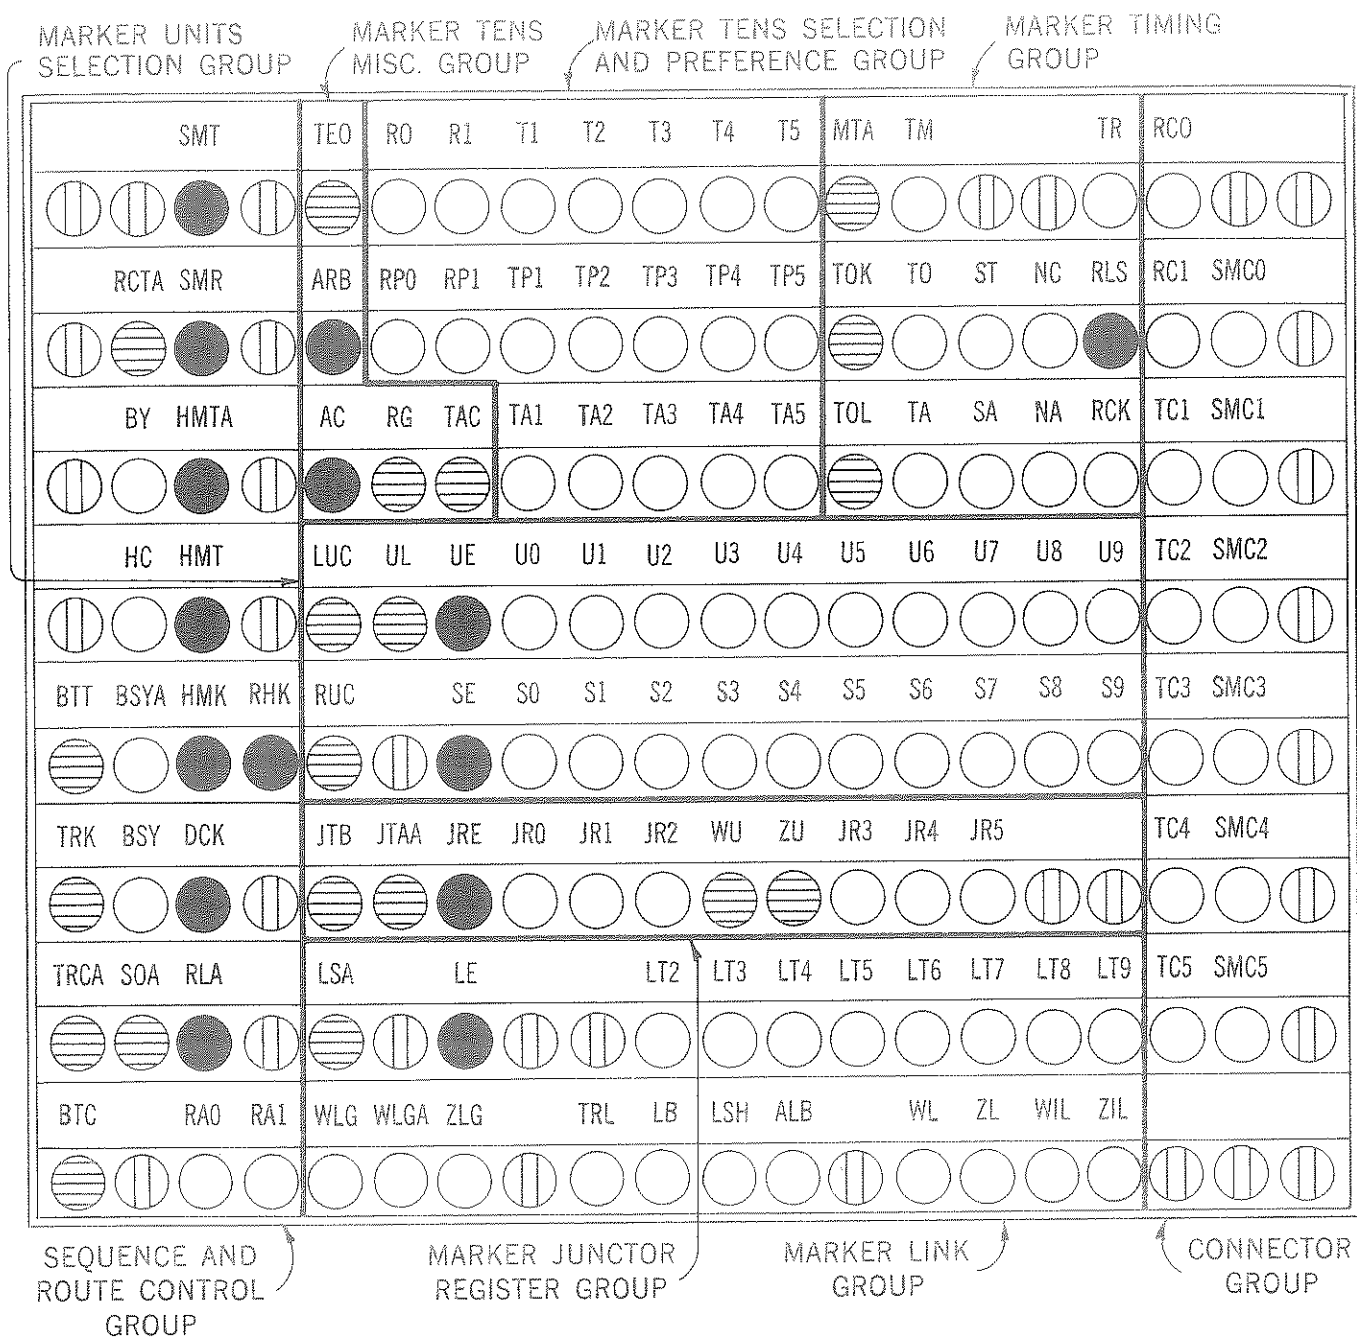 MARKER UNITS
SELECTION GROUP
MARKER TENS
MISC. GROUP
MARKER TENS SELECTION
AND PREFERENCE GROUP
MARKER TIMING
GROUP
SMT TEO R0 R1 T1 T2 T3 T4 T5 MTA TM TR RC0
RCTA SMR ARB RP0 RP1 TP1 TP2 TP3 TP4 TP5 TOK TO ST NC RLS RC1 SMC0
BY HMTA AC RG TAC TA1 TA2 TA3 TA4 TA5 TOL TA SA NA RCK TC1 SMC1
HC HMT LUC UL UE U0 U1 U2 U3 U4 U5 U6 U7 U8 U9 TC2 SMC2
BTT BSYA HMK RHK RUC SE S0 S1 S2 S3 S4 S5 S6 S7 S8 S9 TC3 SMC3
TRK BSY DCK JTB JTAA JRE JR0 JR1 JR2 WU ZU JR3 JR4 JR5 TC4 SMC4
TRCA SOA RLA LSA LE LT2 LT3 LT4 LT5 LT6 LT7 LT8 LT9 TC5 SMC5
BTC RA0 RA1 WLG WLGA ZLG TRL LB LSH ALB WL ZL WIL ZIL
SEQUENCE AND
ROUTE CONTROL
GROUP
MARKER JUNCTOR
REGISTER GROUP
MARKER LINK
GROUP
CONNECTOR
GROUP